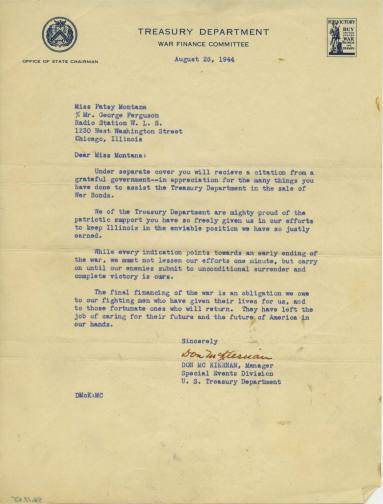 TREASURY DEPARTMENT
WAR FINANCE COMMITTEE
OFFICE OF STATE CHAIRMAN
FOR VICTORY
BUY
WAR
BONDS
August 25, 1944
Miss Patsy Montana
% Mr. George Ferguson
Radio Station W. L. S.
1230 West Washington Street
Chicago, Illinois
Dear Miss Montana:
Under separate cover you will recieve a citation from a
grateful government--in appreciation for the many things you
have done to assist the Treasury Department in the sale of
War Bonds.
We of the Treasury Department are mighty proud of the
patriotic support you have so freely given us in our efforts
to keep Illinois in the enviable position we have so justly
earned.
While every indication points towards an early ending of
the war, we must not lessen our efforts one minute, but carry
on until our enemies submit to unconditional surrender and
complete victory is ours.
The final financing of the war is an obligation we owe
to our fighting men who have given their lives for us, and
to those fortunate ones who will return. They have left the
job of caring for their future and the future of America in
our hands.
Sincerely
Don McKiernan
DON MC KIERNAN, Manager
Special Events Division
U. S. Treasury Department
DMcK:MC